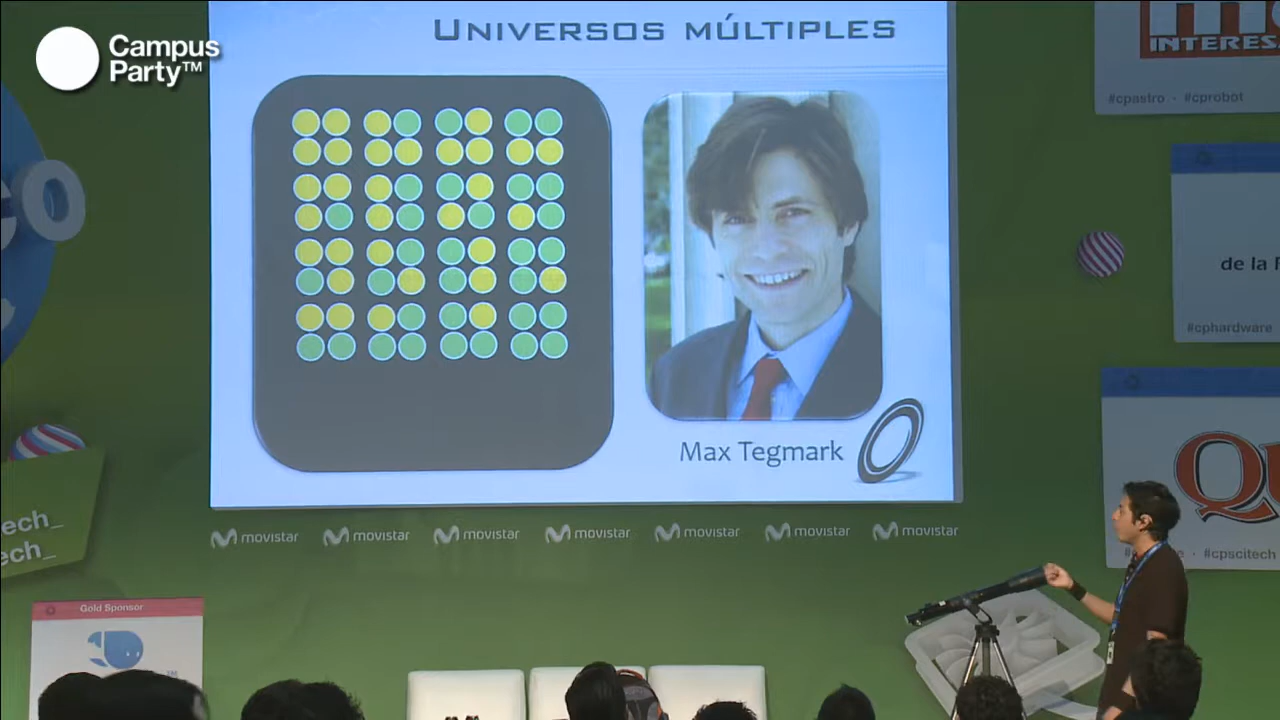 Campus
Party™
UNIVERSOS MÚLTIPLES
INTERES
#cpastro · #cprobot
de la
#cphardware
Max Tegmark
Q
movistar movistar movistar movistar movistar movistar movistar
ech_
ech_
#cpscitech
Gold Sponsor